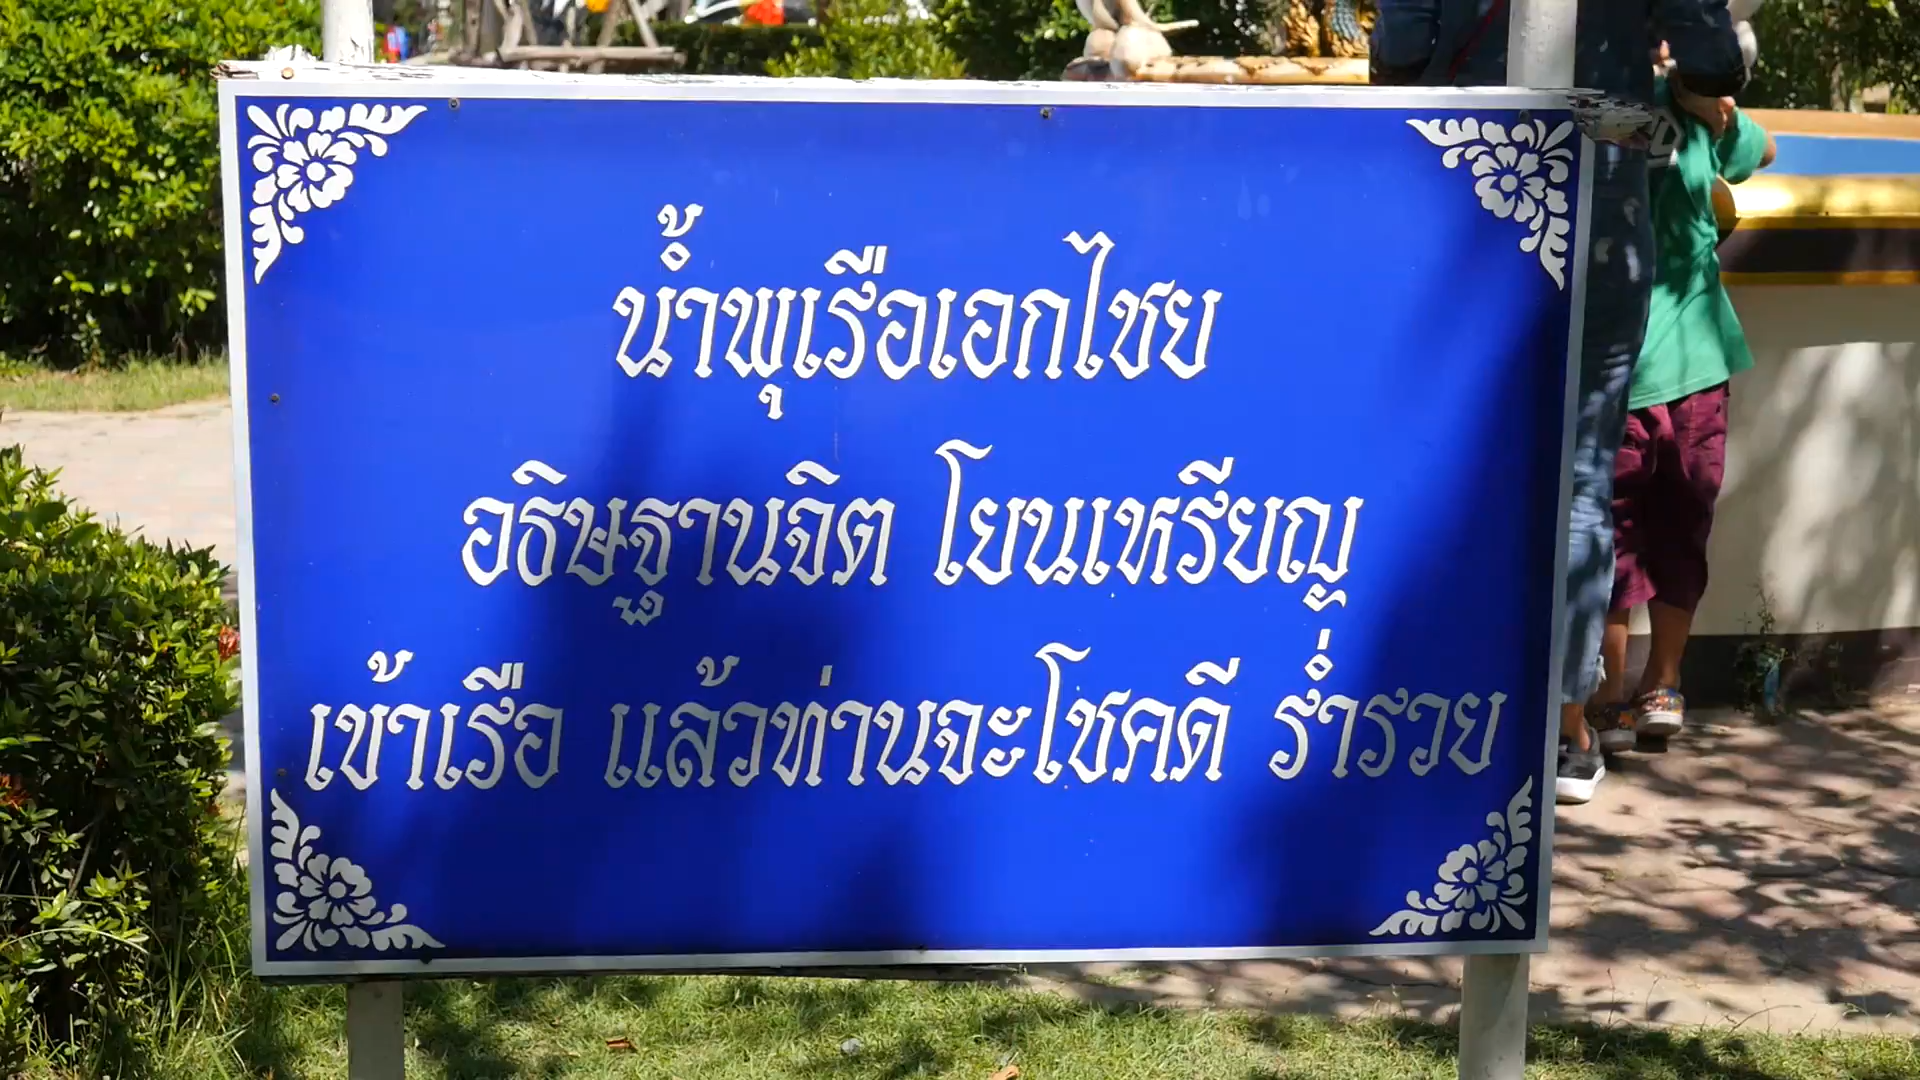 น้ำพุเรือเอกไชย
อธิษฐานจิต โยนเหรียญ
เข้าเรือ แล้วท่านจะโชคดี ร่ำรวย